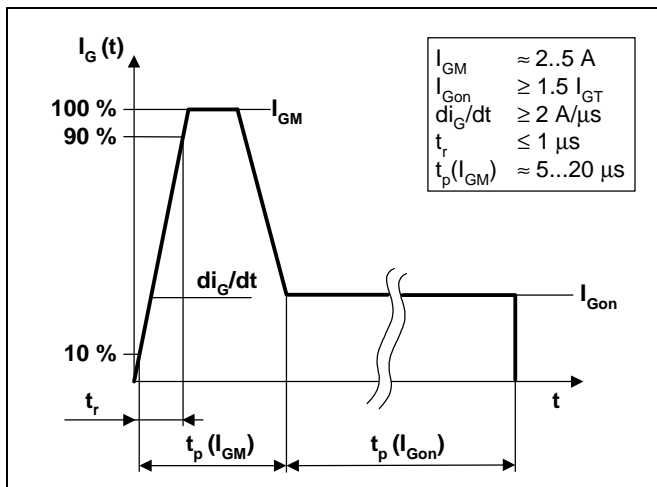 I_G (t)
100 %
90 %
10 %
I_GM
di_G/dt
I_Gon
t_r
t
t_p (I_GM)
t_p (I_Gon)
I_GM ≈ 2..5 A
I_Gon ≥ 1.5 I_GT
di_G/dt ≥ 2 A/μs
t_r ≤ 1 μs
t_p(I_GM) ≈ 5...20 μs